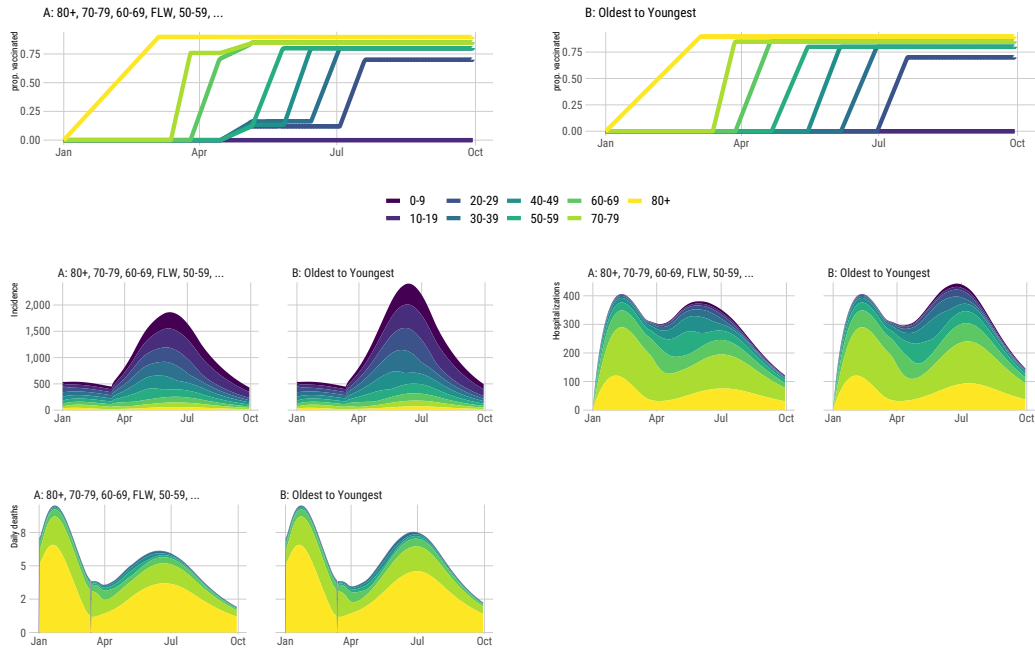 A: 80+, 70-79, 60-69, FLW, 50-59, ...
B: Oldest to Youngest
prop. vaccinated
0.75
0.50
0.25
0.00
Jan Apr Jul Oct
prop. vaccinated
0.75
0.50
0.25
0.00
Jan Apr Jul Oct
0-9 20-29 40-49 60-69 80+
10-19 30-39 50-59 70-79
A: 80+, 70-79, 60-69, FLW, 50-59, ...
B: Oldest to Youngest
Incidence
2,000
1,500
1,000
500
0
Jan Apr Jul Oct
Jan Apr Jul Oct
A: 80+, 70-79, 60-69, FLW, 50-59, ...
B: Oldest to Youngest
Hospitalizations
400
300
200
100
0
Jan Apr Jul Oct
Jan Apr Jul Oct
A: 80+, 70-79, 60-69, FLW, 50-59, ...
B: Oldest to Youngest
Daily deaths
8
5
2
0
Jan Apr Jul Oct
Jan Apr Jul Oct